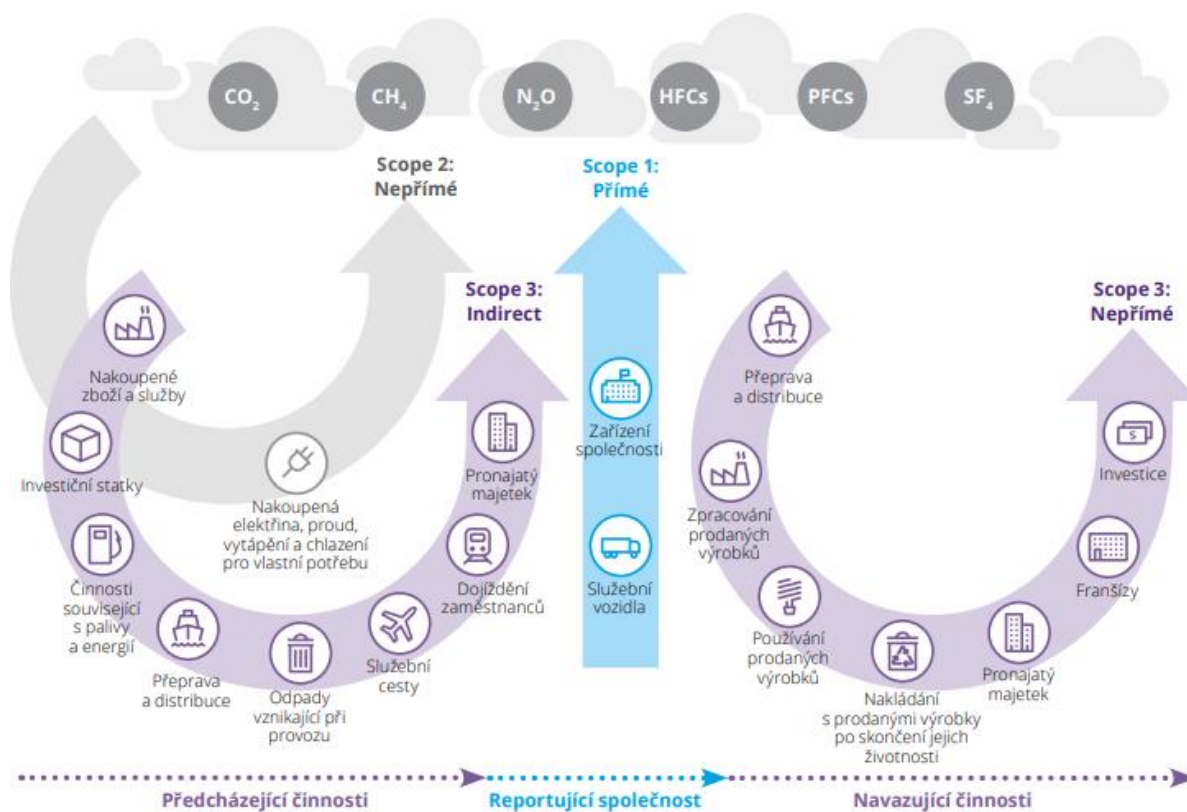 CO₂
CH₄
N₂O
HFCs
PFCs
SF₄
Scope 2:
Nepřímé
Scope 1:
Přímé
Scope 3:
Indirect
Scope 3:
Nepřímé
Nakoupené
zboží a služby
Investiční statky
Činnosti
související
s palivy
a energií
Přeprava
a distribuce
Odpady
vznikající při
provozu
Služební
cesty
Dojíždění
zaměstnanců
Pronajatý
majetek
Nakoupená
elektřina, proud,
vytápění a chlazení
pro vlastní potřebu
Zařízení
společnosti
Služební
vozidla
Přeprava
a distribuce
Zpracování
prodaných
výrobků
Používání
prodaných
výrobků
Nakládání
s prodanými výrobky
po skončení jejich
životnosti
Pronajatý
majetek
Franšízy
Investice
S
Předcházející činnosti
Reportující společnost
Navazující činnosti